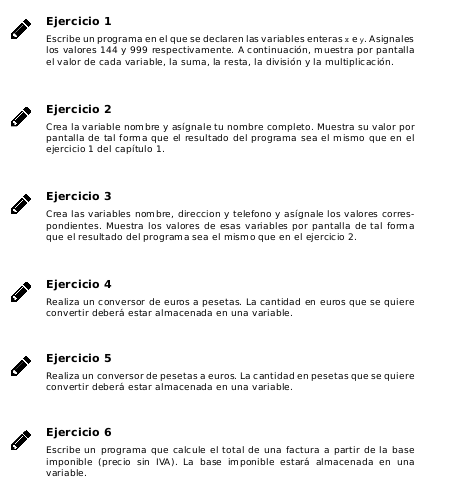 Ejercicio 1
Escribe un programa en el que se declaren las variables enteras x e y. Asignales
los valores 144 y 999 respectivamente. A continuación, muestra por pantalla
el valor de cada variable, la suma, la resta, la división y la multiplicación.
Ejercicio 2
Crea la variable nombre y asígnale tu nombre completo. Muestra su valor por
pantalla de tal forma que el resultado del programa sea el mismo que en el
ejercicio 1 del capítulo 1.
Ejercicio 3
Crea las variables nombre, direccion y telefono y asígnale los valores corres-
pondientes. Muestra los valores de esas variables por pantalla de tal forma
que el resultado del programa sea el mismo que en el ejercicio 2.
Ejercicio 4
Realiza un conversor de euros a pesetas. La cantidad en euros que se quiere
convertir deberá estar almacenada en una variable.
Ejercicio 5
Realiza un conversor de pesetas a euros. La cantidad en pesetas que se quiere
convertir deberá estar almacenada en una variable.
Ejercicio 6
Escribe un programa que calcule el total de una factura a partir de la base
imponible (precio sin IVA). La base imponible estará almacenada en una
variable.